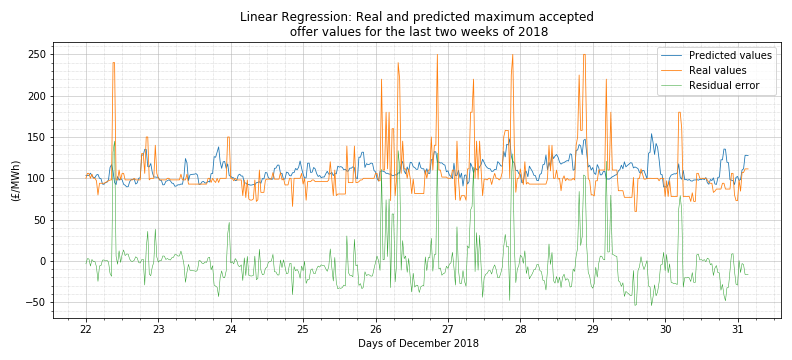 Linear Regression: Real and predicted maximum accepted
offer values for the last two weeks of 2018
Predicted values
Real values
Residual error
250
200
150
100
50
0
−50
(£/MWh)
22 23 24 25 26 27 28 29 30 31
Days of December 2018